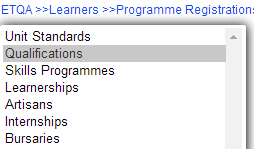 ETQA >>Learners >>Programme Registrations
Unit Standards
Qualifications
Skills Programmes
Learnerships
Artisans
Internships
Bursaries